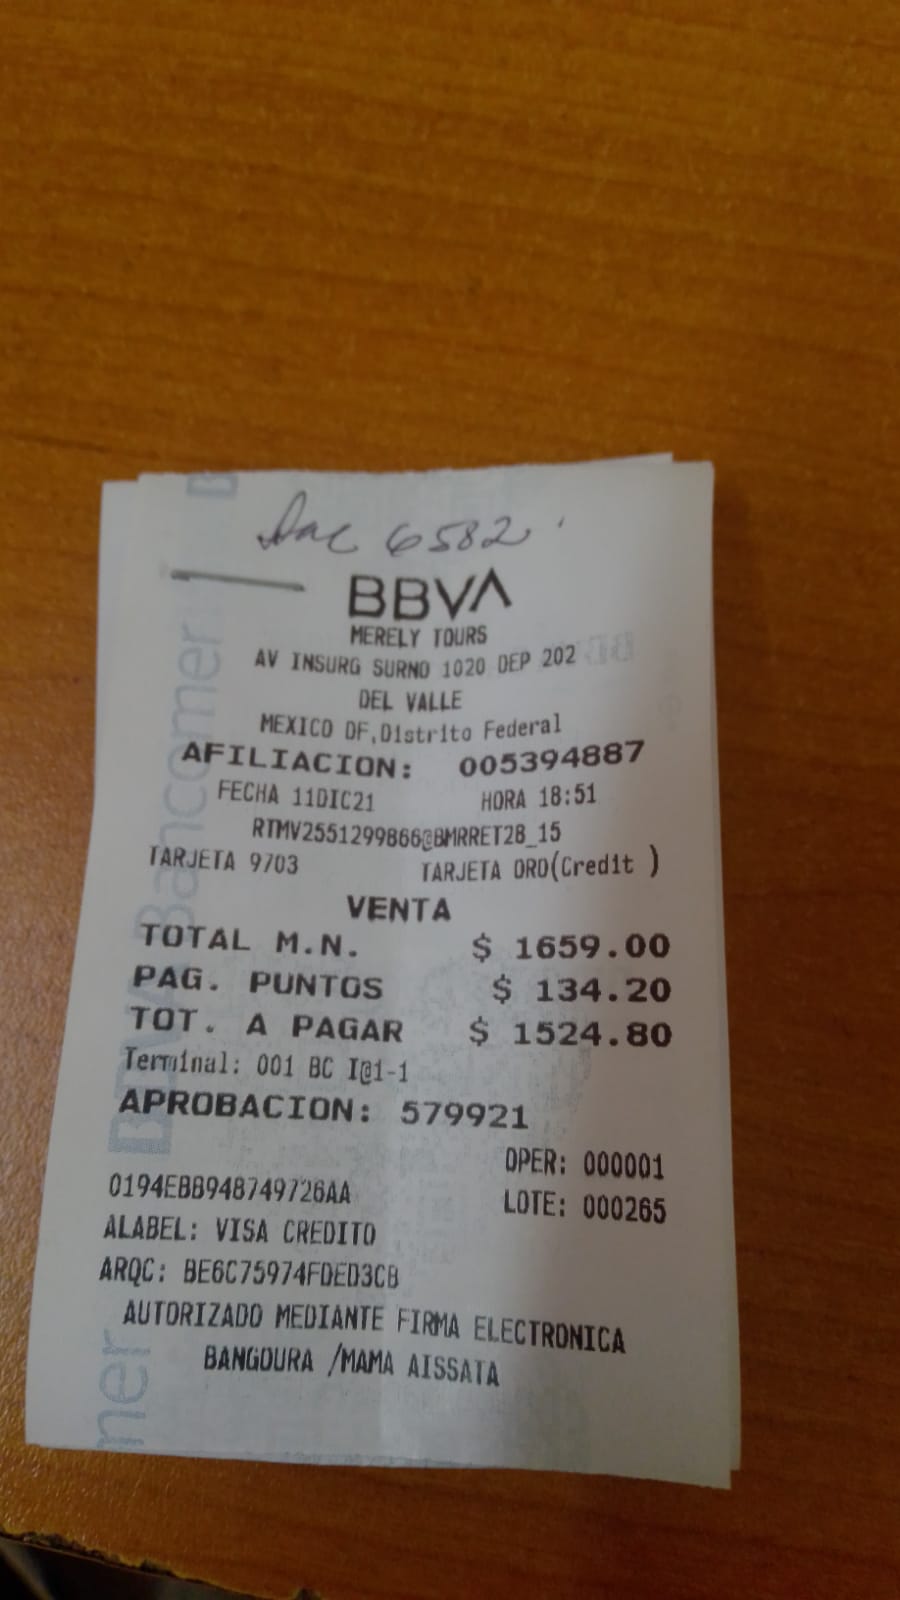 6582
BBVA
MERELY TOURS
AV INSURG SURNO 1020 DEP 202
DEL VALLE
MEXICO DF,Distrito Federal
AFILIACION: 005394887
FECHA 11DIC21 HORA 18:51
RTMV2551299866@BMRRET28_15
TARJETA 9703 TARJETA ORO(Credit )
VENTA
TOTAL M.N. $ 1659.00
PAG. PUNTOS $ 134.20
TOT. A PAGAR $ 1524.80
Terminal: 001 BC I@1-1
APROBACION: 579921
OPER: 000001
0194EBB948749726AA
LOTE: 000265
ALABEL: VISA CREDITO
ARQC: BE6C75974FDED3CB
AUTORIZADO MEDIANTE FIRMA ELECTRONICA
BANGOURA /MAMA AISSATA
BBVA Bancomer
mer